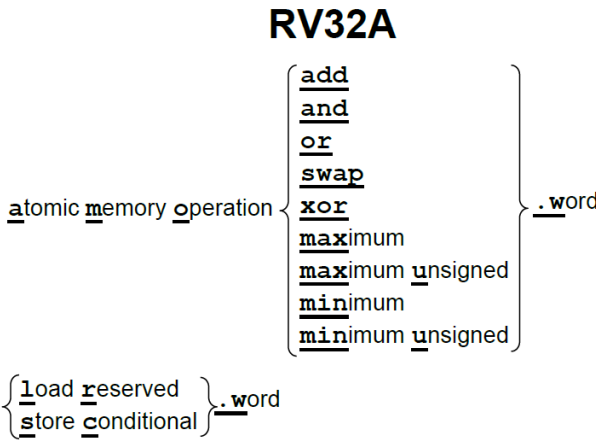 RV32A
add
and
or
swap
atomic memory operation xor .word
maximum
maximum unsigned
minimum
minimum unsigned
load reserved
store conditional .word